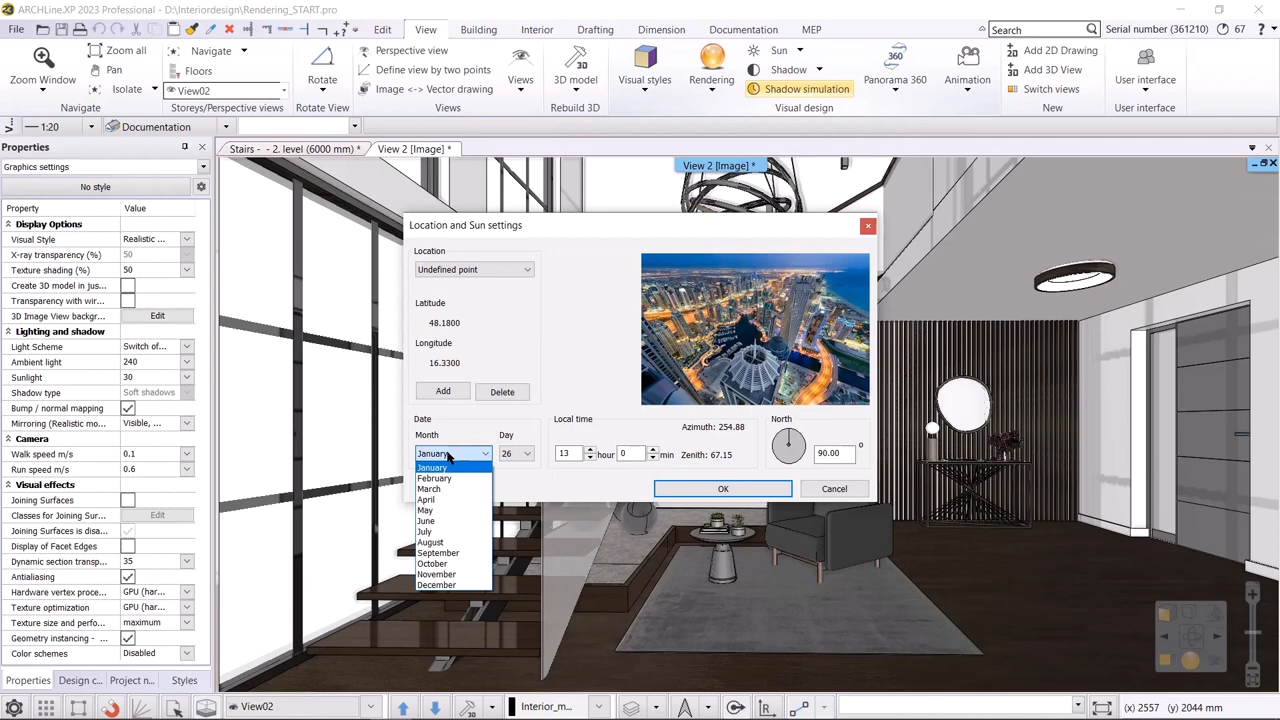 ARCHLine.XP 2023 Professional - D:\Interiordesign\Rendering_START.pro
File Edit View Building Interior Drafting Dimension Documentation MEP Search Serial number (361210) 67
Zoom Window
Zoom all
Pan
Isolate
Navigate
Floors
View02
Navigate
Storeys/Perspective views
Rotate
Rotate View
Perspective view
Define view by two points
Image <-> Vector drawing
Views
Views
3D model
Rebuild 3D
Visual styles
Rendering
Sun
Shadow
Shadow simulation
Panorama 360
Animation
Visual design
Add 2D Drawing
Add 3D View
Switch views
New
User interface
User interface
1:20 Documentation
Properties
Stairs - - 2. level (6000 mm) * View 2 [Image] *
View 2 [Image] *
Graphics settings
No style
Property Value
Display Options
Visual Style Realistic ...
X-ray transparency (%) 50
Texture shading (%) 50
Create 3D model in jus...
Transparency with wir...
3D Image View backgr... Edit
Lighting and shadow
Light Scheme Switch of...
Ambient light 240
Sunlight 30
Shadow type Soft shadows
Bump / normal mapping
Mirroring (Realistic mo... Visible, ...
Camera
Walk speed m/s 0.1
Run speed m/s 0.6
Visual effects
Joining Surfaces
Classes for Joining Sur... Edit
Joining Surfaces is disa...
Display of Facet Edges
Dynamic section transp... 35
Antialiasing
Hardware vertex proce... GPU (har...
Texture optimization GPU (har...
Texture size and perfo... maximum
Geometry instancing - ...
Color schemes Disabled
Properties Design c... Project n... Styles
Location and Sun settings
Location
Undefined point
Latitude
48.1800
Longitude
16.3300
Add Delete
Date
Month Day
January 26
January
February
March
April
May
June
July
August
September
October
November
December
Local time
13 hour 0 min
Azimuth: 254.88
Zenith: 67.15
North
90.00 °
OK Cancel
View02 Interior_m... (x) 2557 (y) 2044 mm